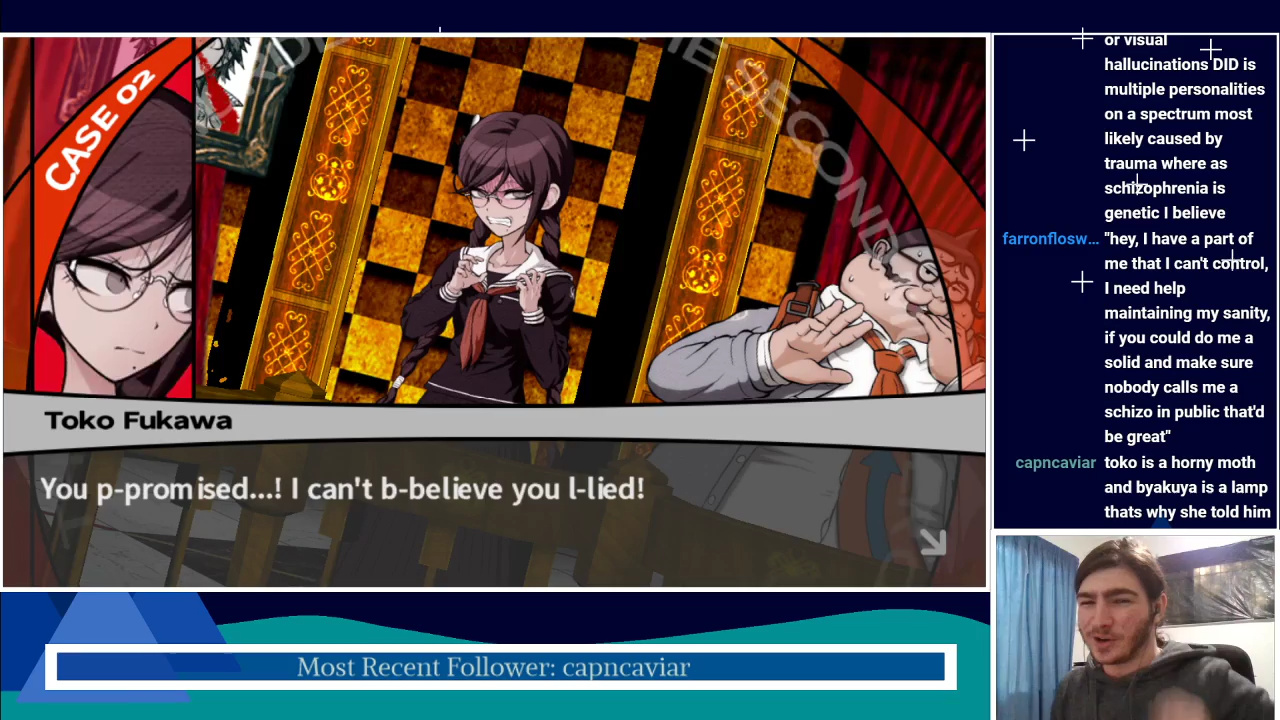 CASE 02
THE SECOND
Toko Fukawa
You p-promised...! I can't b-believe you l-lied!
or visual
hallucinations DID is
multiple personalities
on a spectrum most
likely caused by
trauma where as
schizophrenia is
genetic I believe
farronflosw... "hey, I have a part of
me that I can't control,
I need help
maintaining my sanity,
if you could do me a
solid and make sure
nobody calls me a
schizo in public that'd
be great"
capncaviar toko is a horny moth
and byakuya is a lamp
thats why she told him
Most Recent Follower: capncaviar